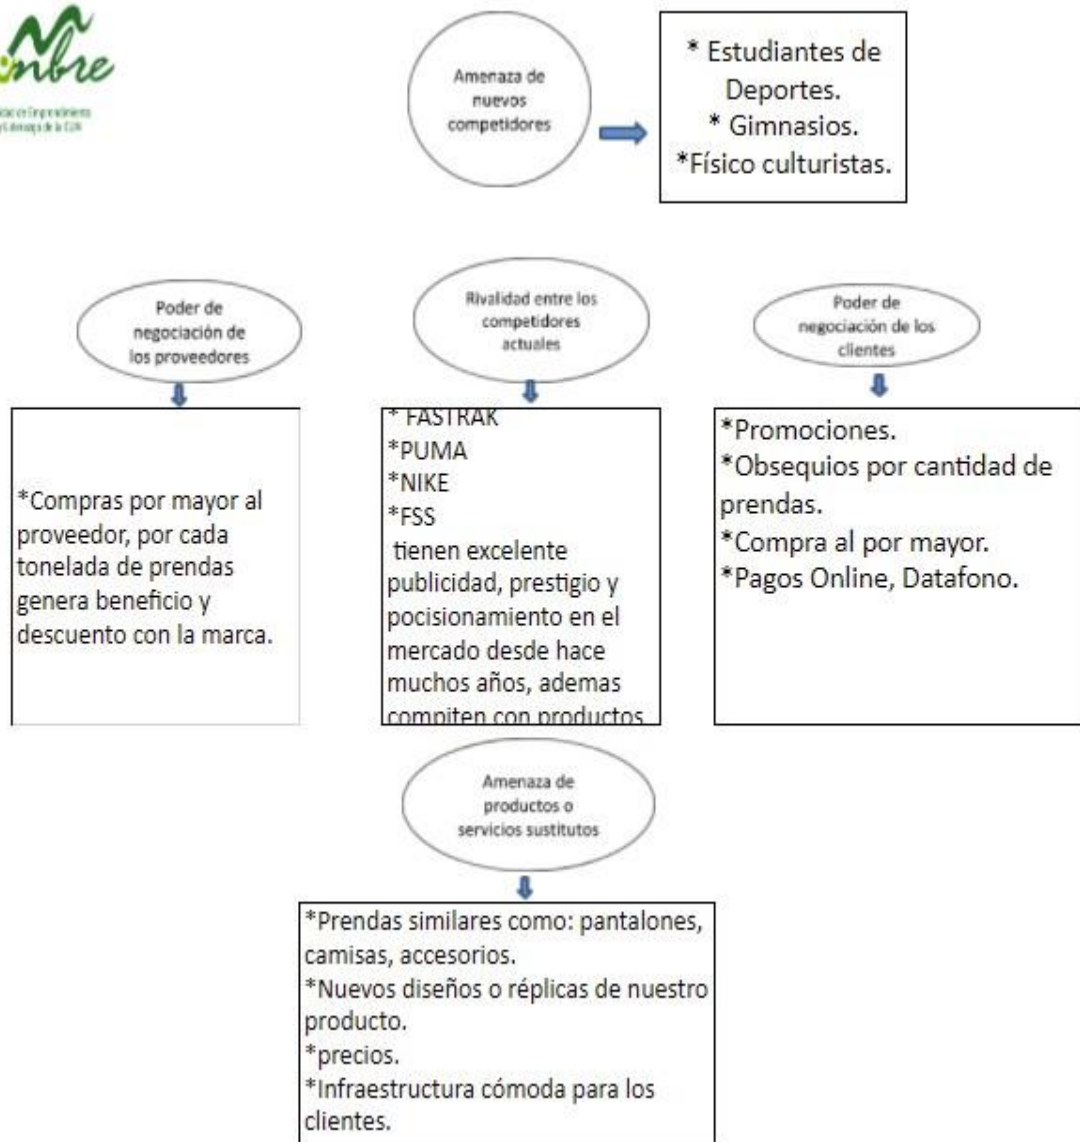 Amenaza de
nuevos
competidores
* Estudiantes de
Deportes.
* Gimnasios.
*Físico culturistas.
Poder de
negociación de
los proveedores
*Compras por mayor al
proveedor, por cada
tonelada de prendas
genera beneficio y
descuento con la marca.
Rivalidad entre los
competidores
actuales
* FASTRAK
*PUMA
*NIKE
*FSS
tienen excelente
publicidad, prestigio y
pocisionamiento en el
mercado desde hace
muchos años, ademas
compiten con productos
Poder de
negociación de los
clientes
*Promociones.
*Obsequios por cantidad de
prendas.
*Compra al por mayor.
*Pagos Online, Datafono.
Amenaza de
productos o
servicios sustitutos
*Prendas similares como: pantalones,
camisas, accesorios.
*Nuevos diseños o réplicas de nuestro
producto.
*precios.
*Infraestructura cómoda para los
clientes.